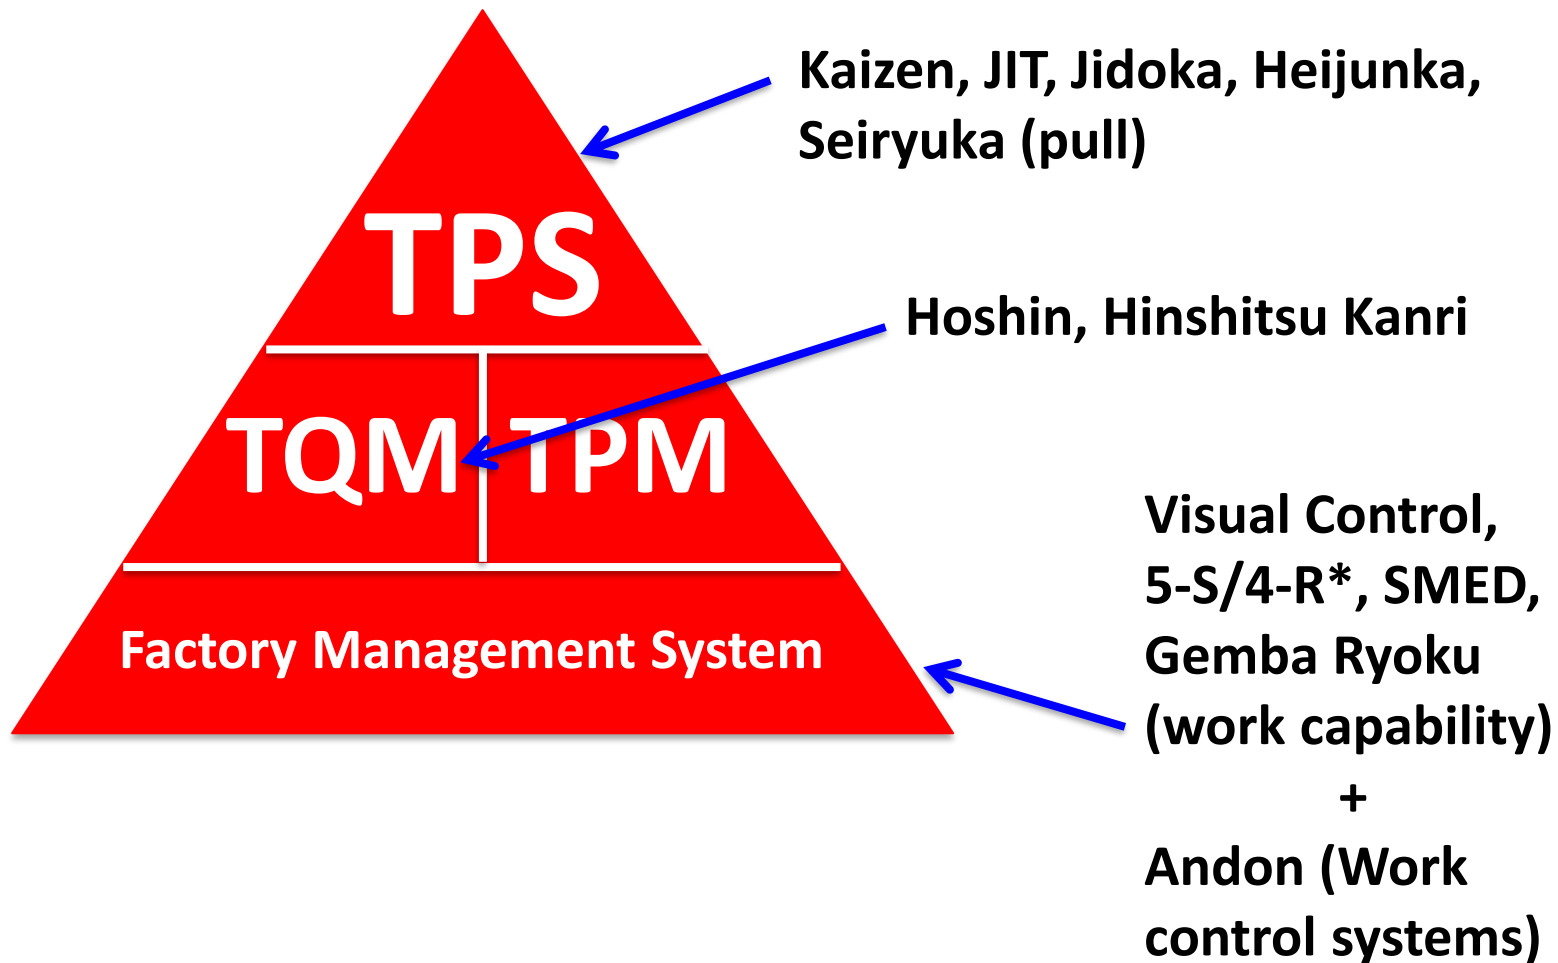 Kaizen, JIT, Jidoka, Heijunka,
Seiryuka (pull)
TPS
Hoshin, Hinshitsu Kanri
TQM TPM
Visual Control,
5-S/4-R*, SMED,
Gemba Ryoku
(work capability)
+
Andon (Work
control systems)
Factory Management System